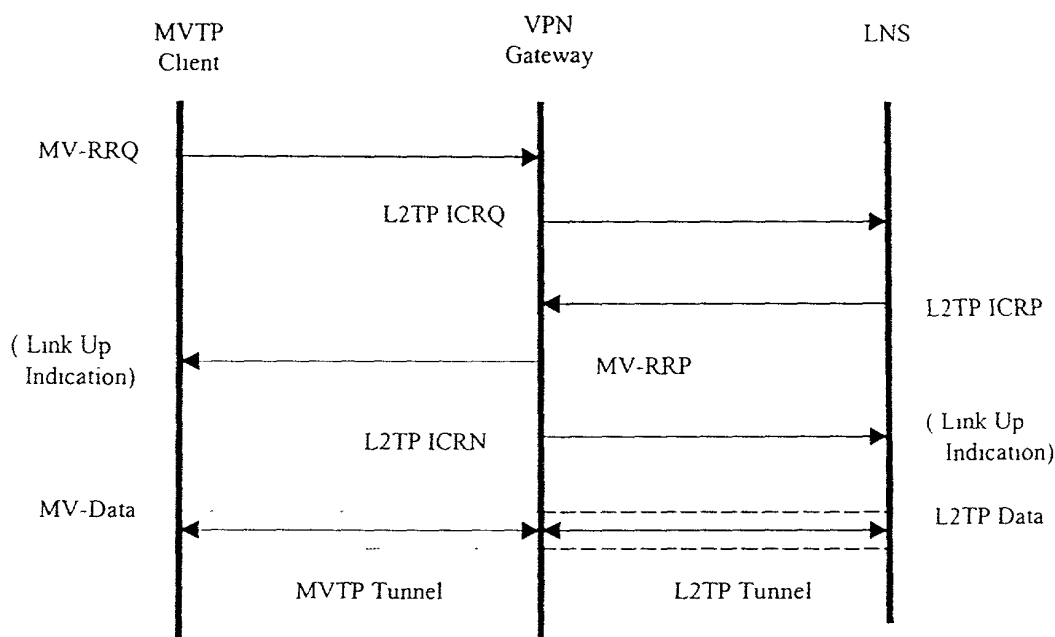 MVTP
Client
VPN
Gateway
LNS
MV-RRQ
L2TP ICRQ
L2TP ICRP
( Link Up
Indication)
MV-RRP
L2TP ICRN
( Link Up
Indication)
MV-Data
L2TP Data
MVTP Tunnel
L2TP Tunnel